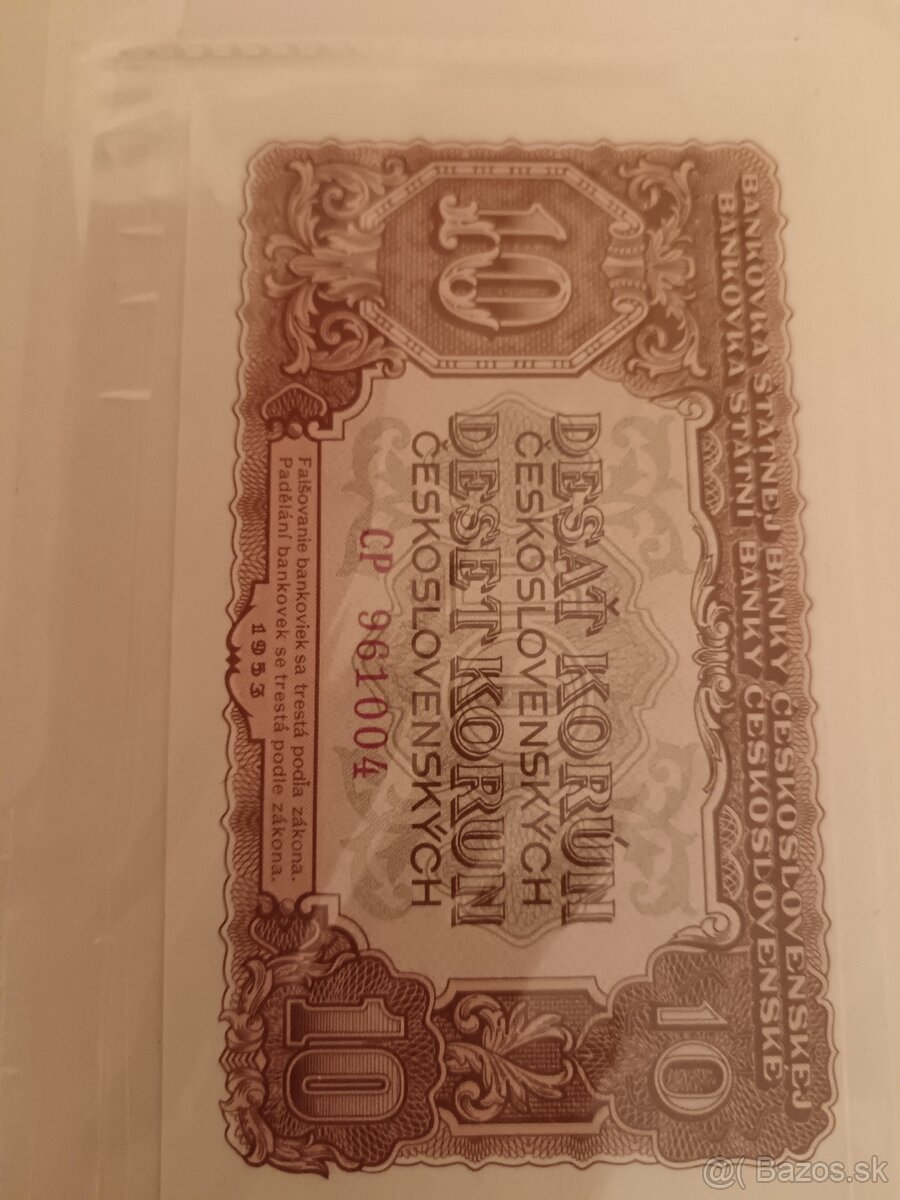 BANKOVKA ŠTÁTNEJ BANKY ČESKOSLOVENSKEJ
BANKOVKA STÁTNÍ BANKY ČESKOSLOVENSKÉ
10
Kčs
10
DESAŤ KORÚN
ČESKOSLOVENSKÝCH
DESET KORUN
ČESKOSLOVENSKÝCH
CP 961004
Falšovanie bankoviek sa trestá podľa zákona.
Padělání bankovek se trestá podle zákona.
1953
10
@( Bazos.sk